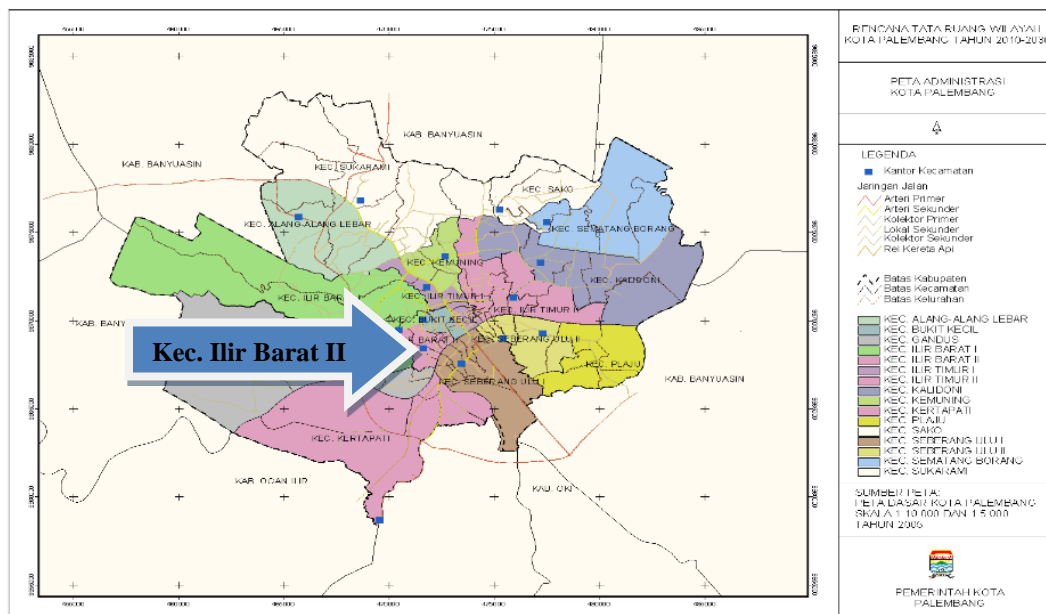 RENCANA TATA RUANG WILAYAH
KOTA PALEMBANG TAHUN 2010-2030
PETA ADMINISTRASI
KOTA PALEMBANG
LEGENDA
Kantor Kecamatan
Jaringan Jalan
Arteri Primer
Arteri Sekunder
Kolektor Primer
Lokal Sekunder
Kolektor Sekunder
Rel Kereta Api
Batas Kabupaten
Batas Kecamatan
Batas Kelurahan
KEC. ALANG-ALANG LEBAR
KEC. BUKIT KECIL
KEC. GANDUS
KEC. ILIR BARAT I
KEC. ILIR BARAT II
KEC. ILIR TIMUR I
KEC. ILIR TIMUR II
KEC. KALIDONI
KEC. KEMUNING
KEC. KERTAPATI
KEC. PLAJU
KEC. SAKO
KEC. SEBERANG ULU I
KEC. SEBERANG ULU II
KEC. SEMATANG BORANG
KEC. SUKARAMI
SUMBER PETA:
PETA DASAR KOTA PALEMBANG
SKALA 1:10.000 DAN 1:5.000
TAHUN 2005
PEMERINTAH KOTA
PALEMBANG
KAB. BANYUASIN
KAB. BANYUASIN
KEC. SUKARAMI
KEC. SAKO
KEC. ALANG-ALANG LEBAR
KEC. SEMATANG BORANG
KEC. KEMUNING
KEC. KALIDONI
KEC. ILIR BARAT I
KEC. ILIR TIMUR I
KEC. ILIR TIMUR II
KAB. BANYUASIN
KEC. BUKIT KECIL
KEC. SEBERANG ULU II
Kec. Ilir Barat II
KEC. PLAJU
KEC. SEBERANG ULU I
KAB. BANYUASIN
KEC. KERTAPATI
KAB. OGAN ILIR
KAB. OKI